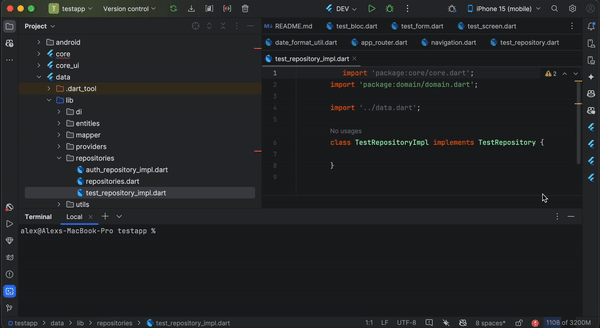 T testapp Version control DEV iPhone 15 (mobile)
Project
android
core
core_ui
data
.dart_tool
lib
di
entities
mapper
providers
repositories
auth_repository_impl.dart
repositories.dart
test_repository_impl.dart
utils
README.md test_bloc.dart test_form.dart test_screen.dart
date_format_util.dart app_router.dart navigation.dart test_repository.dart
test_repository_impl.dart
1 import 'package:core/core.dart'; 2
2 import 'package:domain/domain.dart';
3
4 import '../data.dart';
5
No usages
6 class TestRepositoryImpl implements TestRepository {
7
8 }
9
Terminal Local
alex@Alexs-MacBook-Pro testapp %
testapp > data > lib > repositories > test_repository_impl.dart 1:1 LF UTF-8 8 spaces* 1106 of 3200M